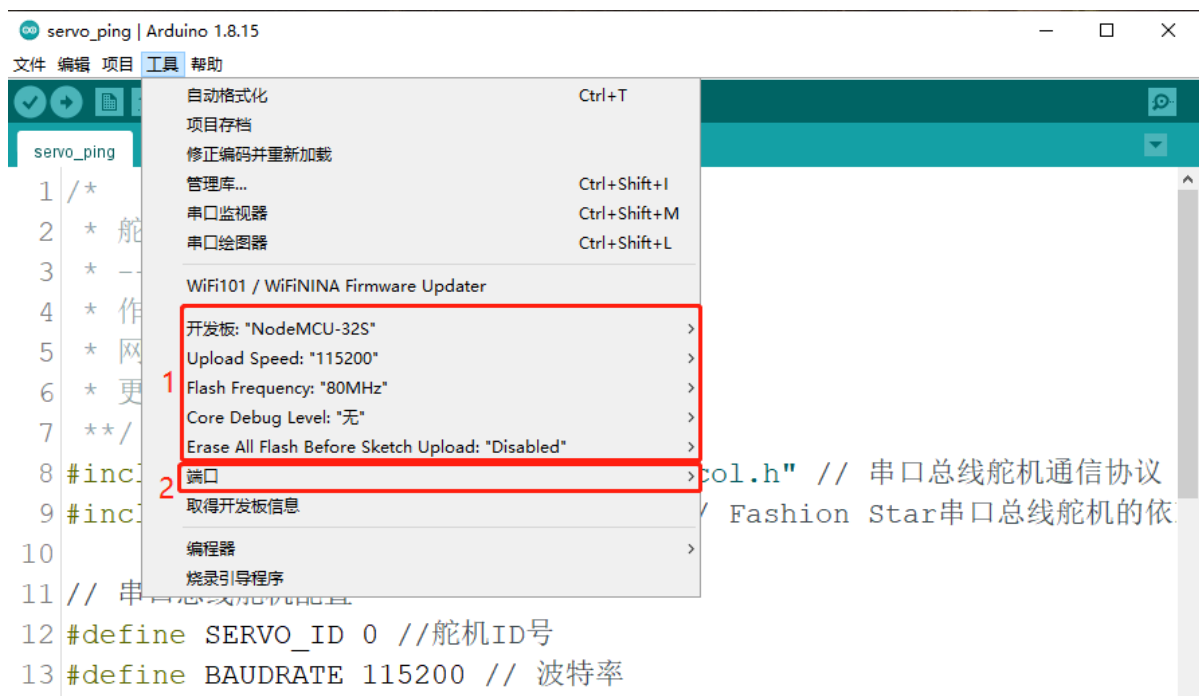 servo_ping | Arduino 1.8.15
文件 编辑 项目 工具 帮助
自动格式化 Ctrl+T
项目存档
修正编码并重新加载
管理库... Ctrl+Shift+I
串口监视器 Ctrl+Shift+M
串口绘图器 Ctrl+Shift+L
WiFi101 / WiFiNINA Firmware Updater
1
开发板: "NodeMCU-32S"
Upload Speed: "115200"
Flash Frequency: "80MHz"
Core Debug Level: "无"
Erase All Flash Before Sketch Upload: "Disabled"
2
端口
取得开发板信息
编程器
烧录引导程序
servo_ping
1 /*
2 * 舵
3 * --
4 * 作
5 * 网
6 * 更
7 **/
8 #incl col.h" // 串口总线舵机通信协议
9 #incl / Fashion Star串口总线舵机的依
10
11 // 串口总线舵机配置
12 #define SERVO_ID 0 //舵机ID号
13 #define BAUDRATE 115200 // 波特率